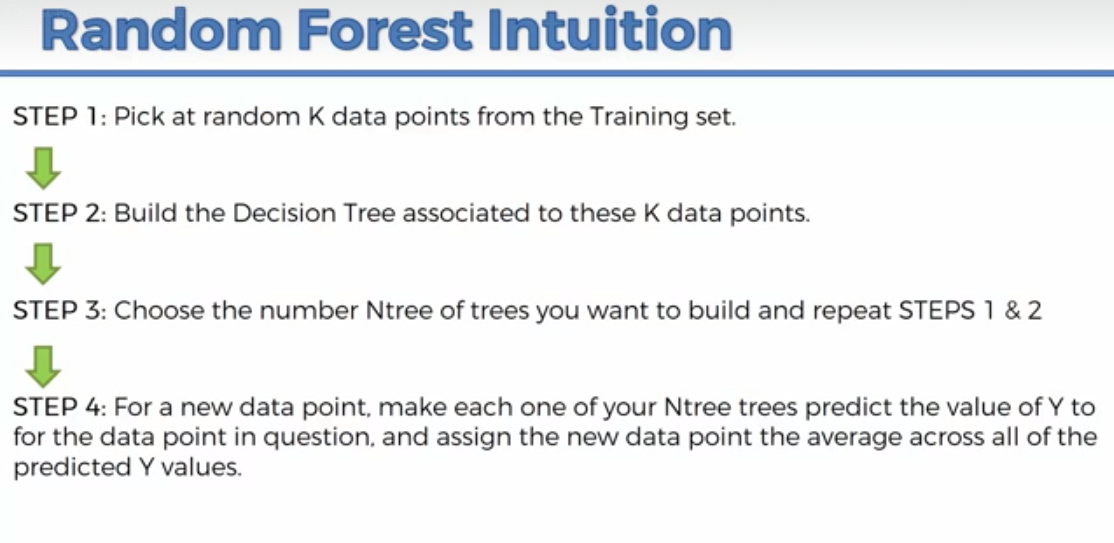 Random Forest Intuition
STEP 1: Pick at random K data points from the Training set.
STEP 2: Build the Decision Tree associated to these K data points.
STEP 3: Choose the number Ntree of trees you want to build and repeat STEPS 1 & 2
STEP 4: For a new data point, make each one of your Ntree trees predict the value of Y to
for the data point in question, and assign the new data point the average across all of the
predicted Y values.